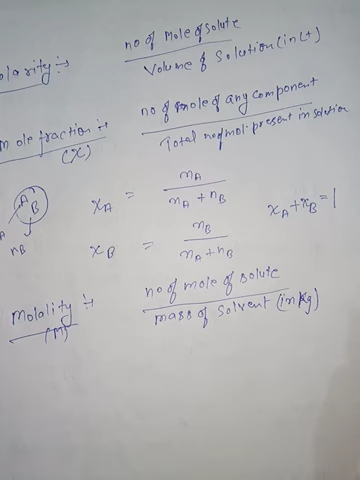 olarity :→ no of Mole of Solute
Volume of Solution (in Lt)
mole fraction :→ no of mole of any component
(X) Total no of mol. present in solution
A B
A
nB
xA = nA / nA + nB
xB = nB / nA + nB
xA + xB = 1
Molality :→ no of mole of solute
(M) mass of Solvent (in Kg)